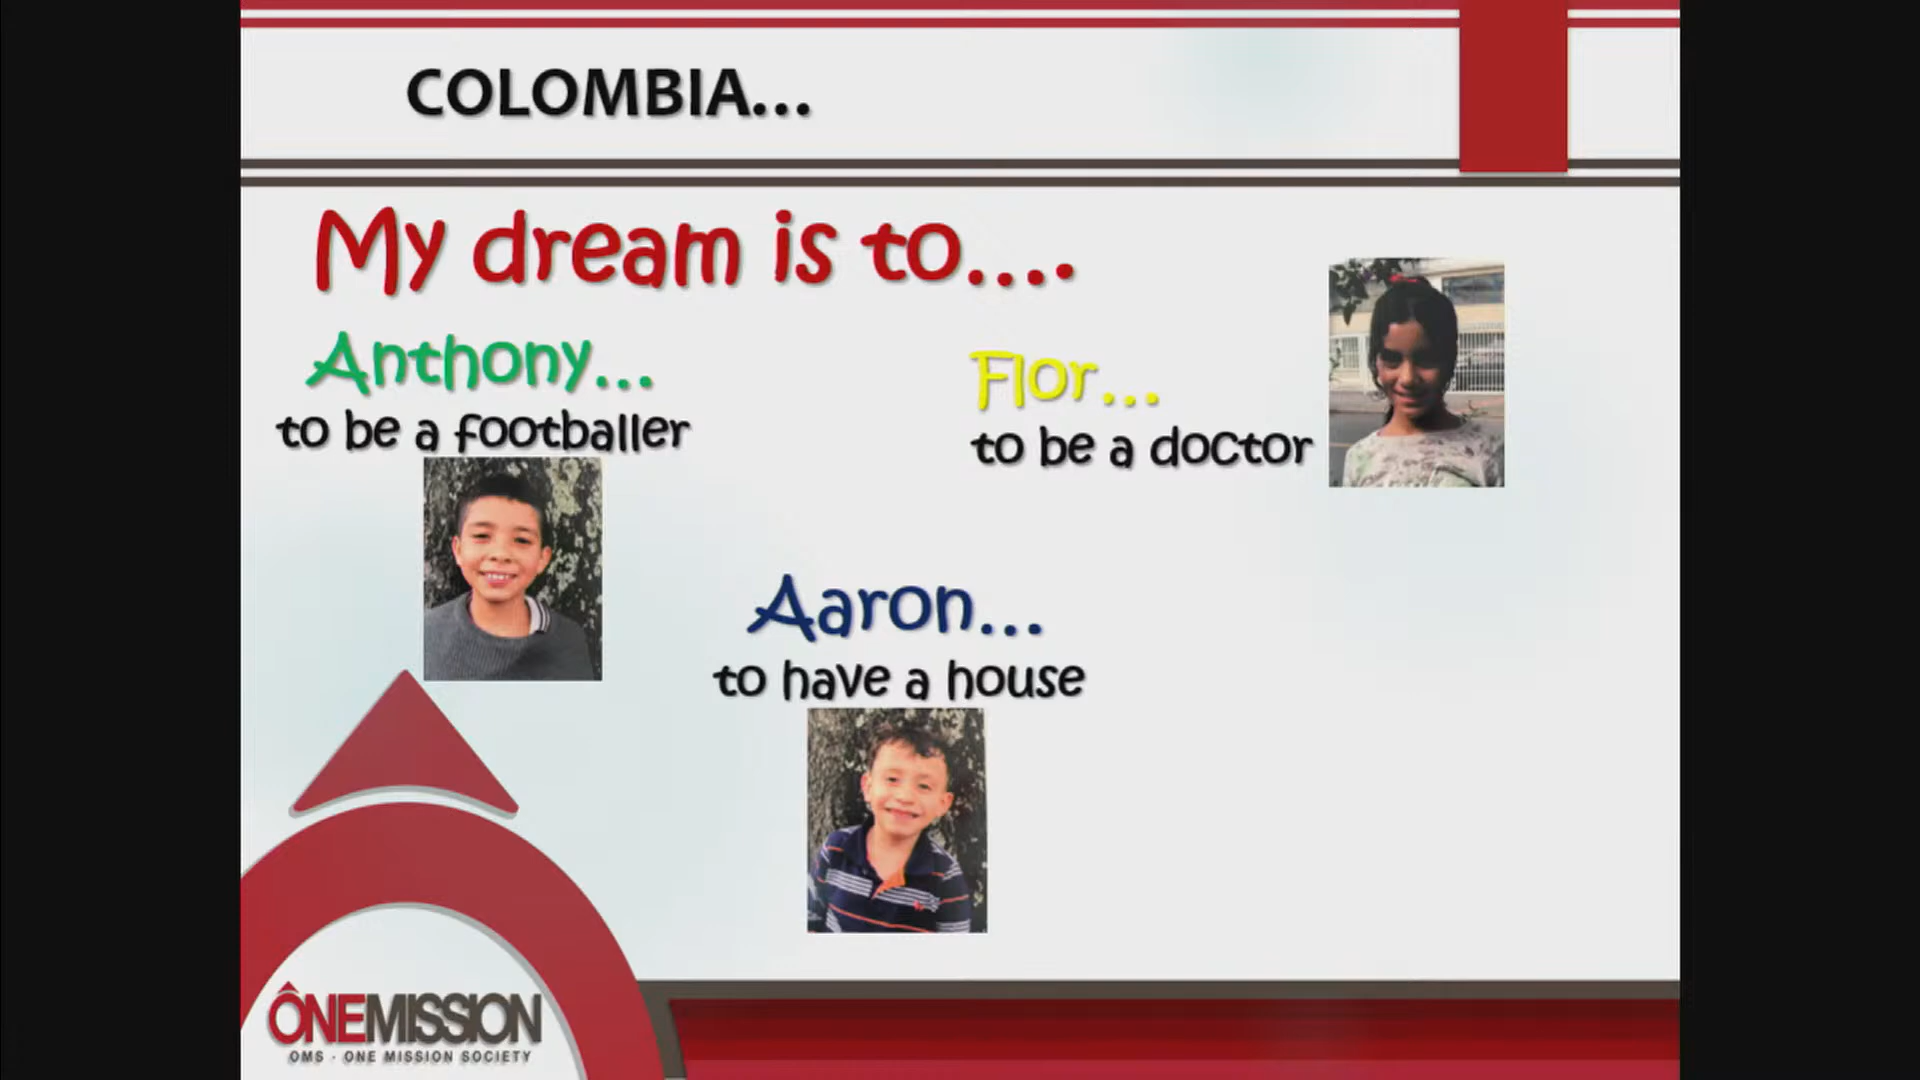 COLOMBIA...
My dream is to....
Anthony...
to be a footballer
Flor...
to be a doctor
Aaron...
to have a house
ÔNEMISSION
OMS - ONE MISSION SOCIETY